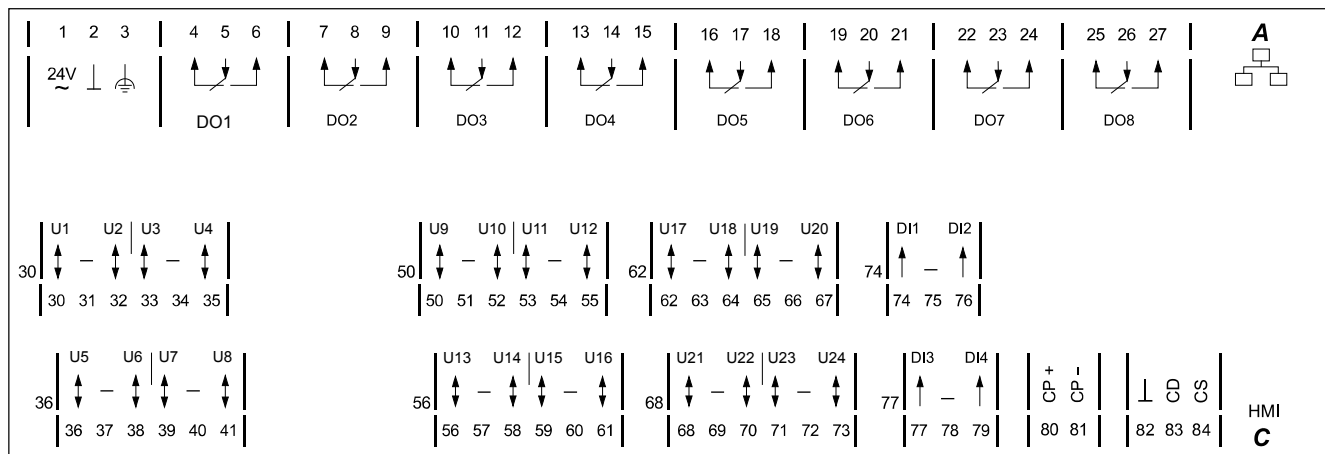 1 2 3 4 5 6 7 8 9 10 11 12 13 14 15 16 17 18 19 20 21 22 23 24 25 26 27 A
24V
~
DO1 DO2 DO3 DO4 DO5 DO6 DO7 DO8
U1 U2 U3 U4 U9 U10 U11 U12 U17 U18 U19 U20 DI1 DI2
30 – – 50 – – 62 – – 74 –
30 31 32 33 34 35 50 51 52 53 54 55 62 63 64 65 66 67 74 75 76
U5 U6 U7 U8 U13 U14 U15 U16 U21 U22 U23 U24 DI3 DI4 CP + CP – CD CS
36 – – 56 – – 68 – – 77 –
HMI
36 37 38 39 40 41 56 57 58 59 60 61 68 69 70 71 72 73 77 78 79 80 81 82 83 84 C